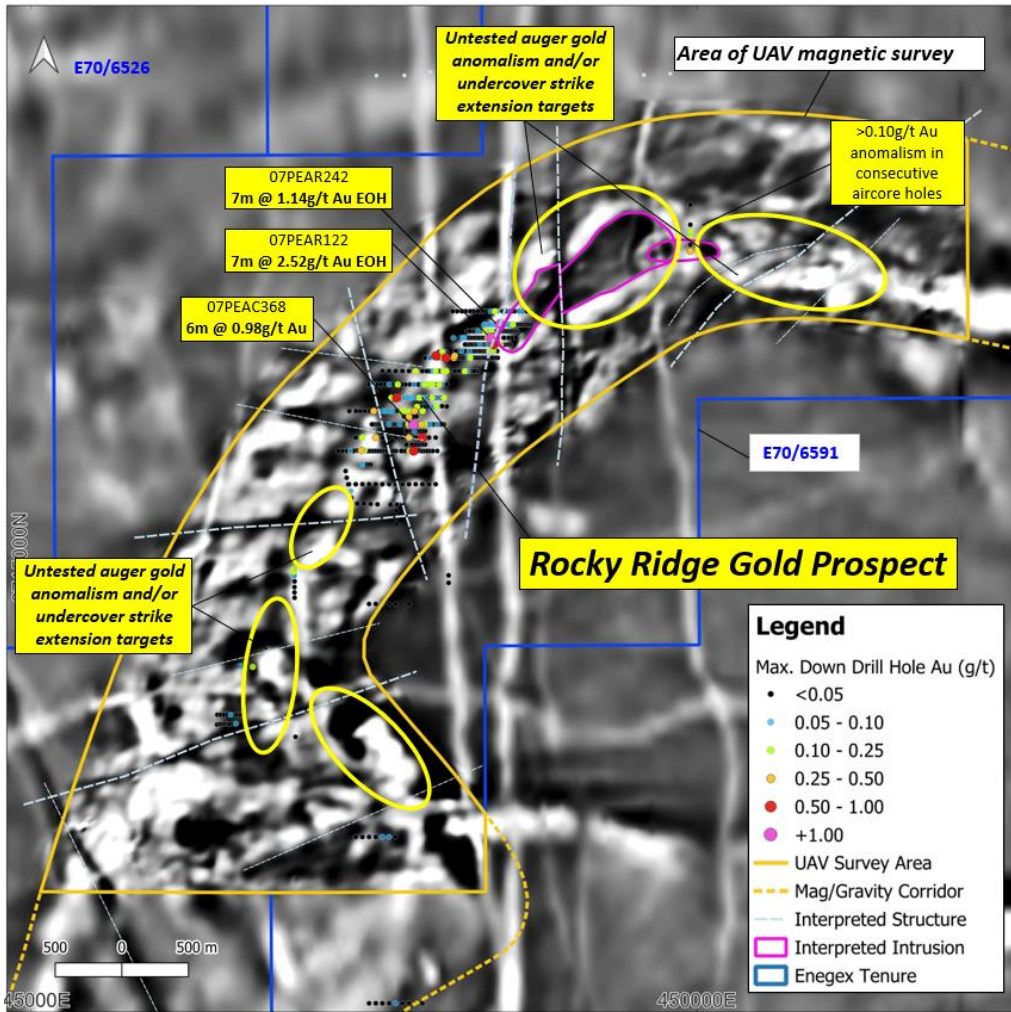 Untested auger gold
anomalism and/or
undercover strike
extension targets
Area of UAV magnetic survey
E70/6526
>0.10g/t Au
anomalism in
consecutive
aircore holes
07PEAR242
7m @ 1.14g/t Au EOH
07PEAR122
7m @ 2.52g/t Au EOH
07PEAC368
6m @ 0.98g/t Au
E70/6591
Rocky Ridge Gold Prospect
Untested auger gold
anomalism and/or
undercover strike
extension targets
Legend
Max. Down Drill Hole Au (g/t)
<0.05
0.05 - 0.10
0.10 - 0.25
0.25 - 0.50
0.50 - 1.00
+1.00
UAV Survey Area
Mag/Gravity Corridor
Interpreted Structure
Interpreted Intrusion
Enegex Tenure
500 0 500 m
45000E
450000E